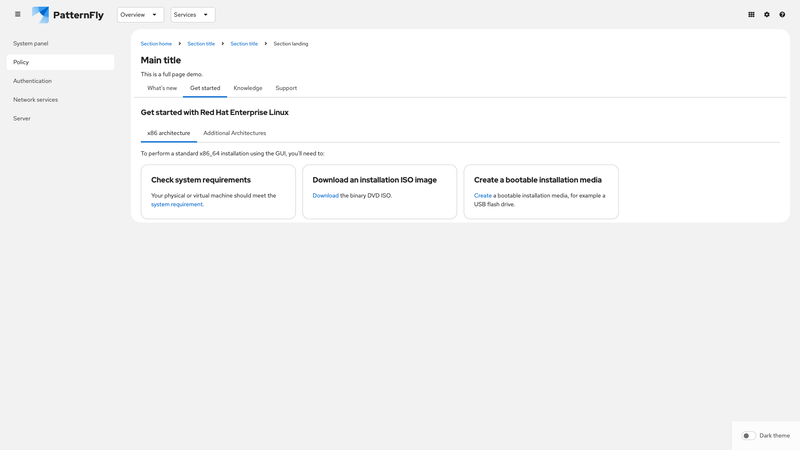 PatternFly
Overview
Services
System panel
Policy
Authentication
Network services
Server
Section home
Section title
Section title
Section landing
Main title
This is a full page demo.
What's new
Get started
Knowledge
Support
Get started with Red Hat Enterprise Linux
x86 architecture
Additional Architectures
To perform a standard x86_64 installation using the GUI, you'll need to:
Check system requirements
Your physical or virtual machine should meet the
system requirement.
Download an installation ISO image
Download the binary DVD ISO.
Create a bootable installation media
Create a bootable installation media, for example a
USB flash drive.
Dark theme